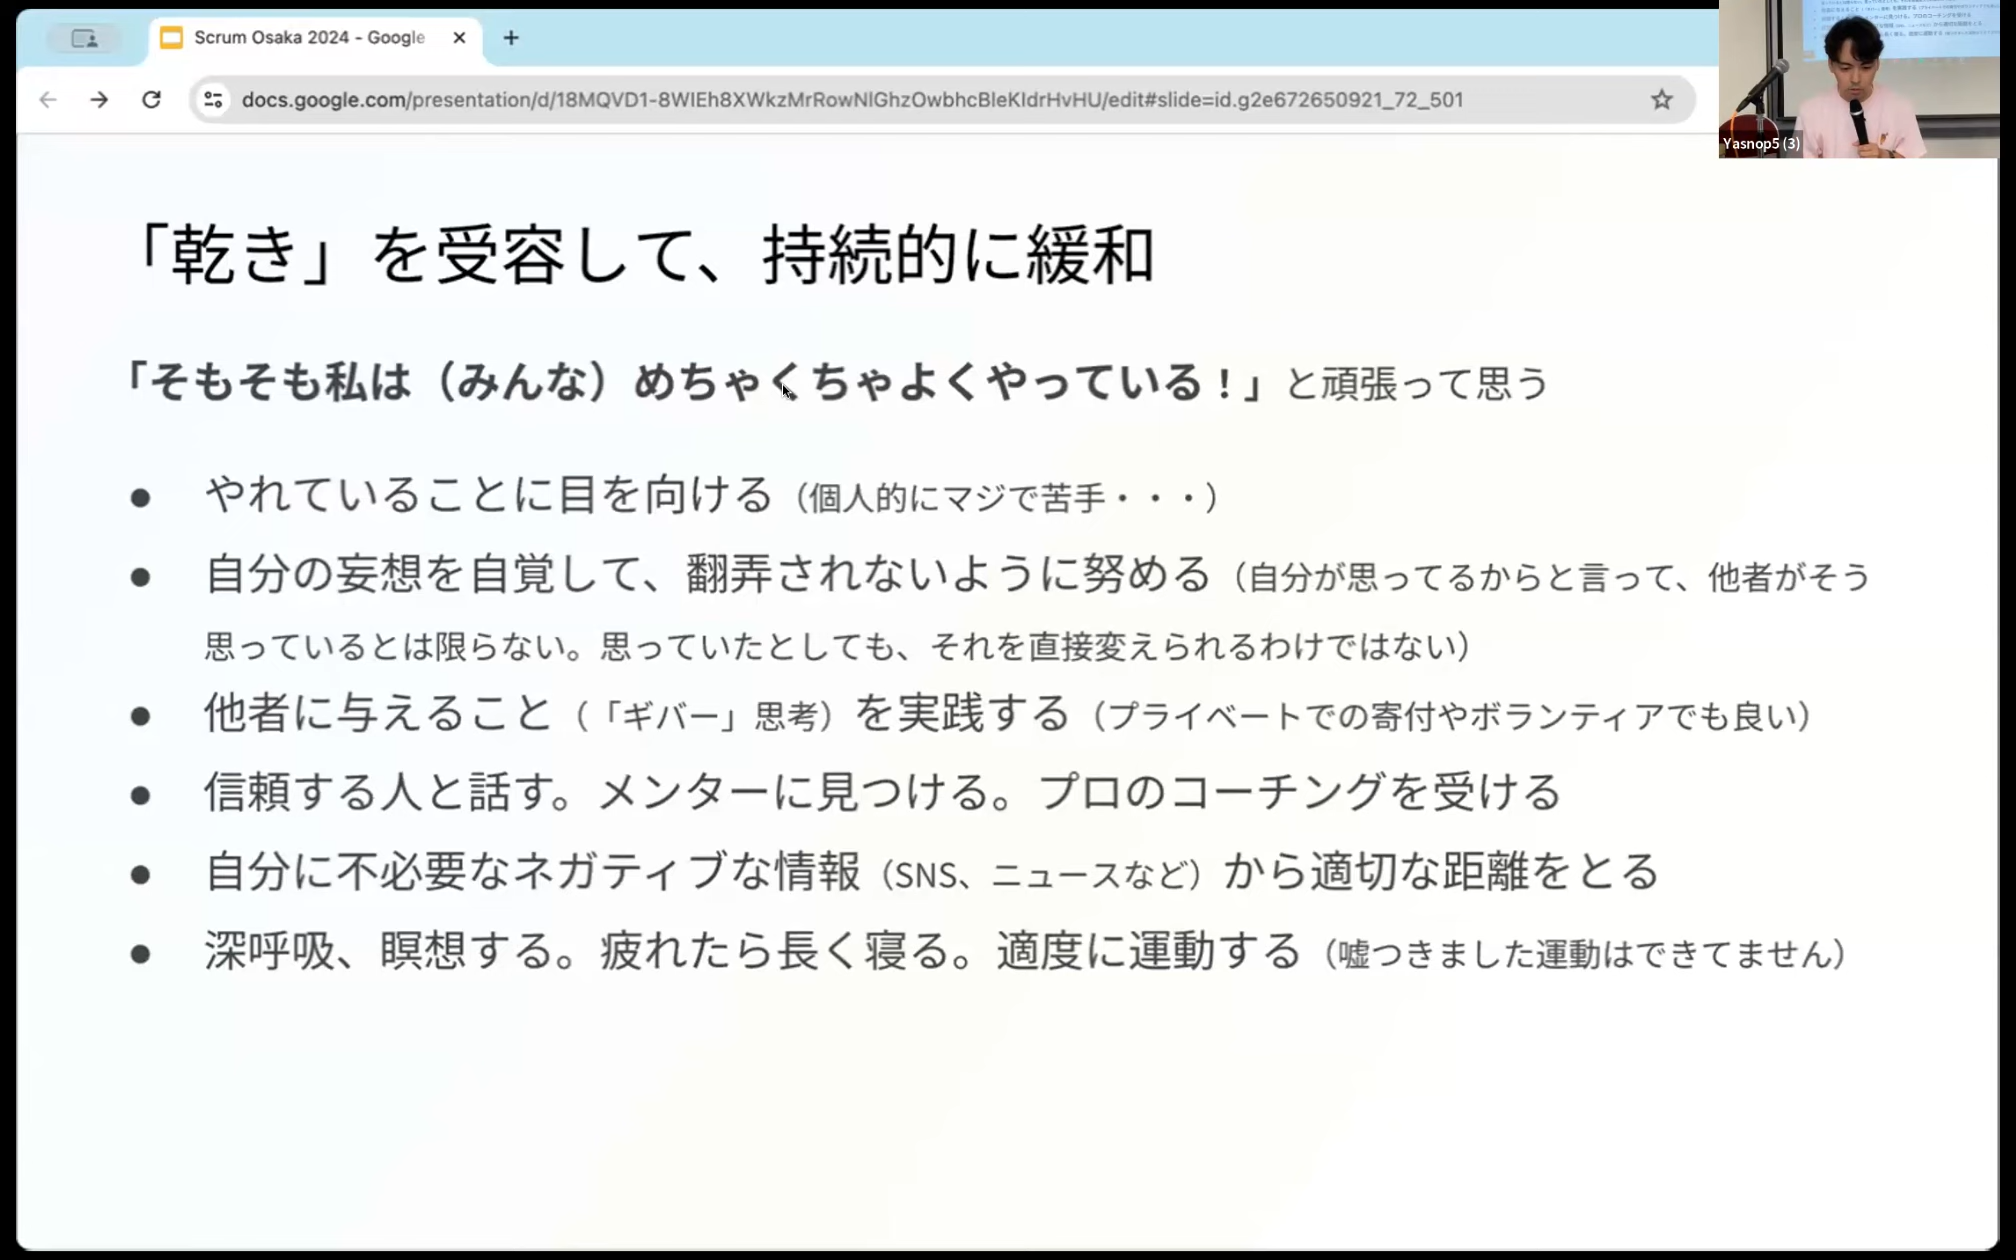 Scrum Osaka 2024 - Google
docs.google.com/presentation/d/18MQVD1-8WIEh8XWkzMrRowNlGhzOwbhcBleKIdrHvHU/edit#slide=id.g2e672650921_72_501
Yasnop5 (3)
「乾き」を受容して、持続的に緩和
「そもそも私は（みんな）めちゃくちゃよくやっている！」と頑張って思う
● やれていることに目を向ける（個人的にマジで苦手・・・）
● 自分の妄想を自覚して、翻弄されないように努める（自分が思ってるからと言って、他者がそう
思っているとは限らない。思っていたとしても、それを直接変えられるわけではない）
● 他者に与えること（「ギバー」思考）を実践する（プライベートでの寄付やボランティアでも良い）
● 信頼する人と話す。メンターに見つける。プロのコーチングを受ける
● 自分に不必要なネガティブな情報（SNS、ニュースなど）から適切な距離をとる
● 深呼吸、瞑想する。疲れたら長く寝る。適度に運動する（嘘つきました運動はできてません）